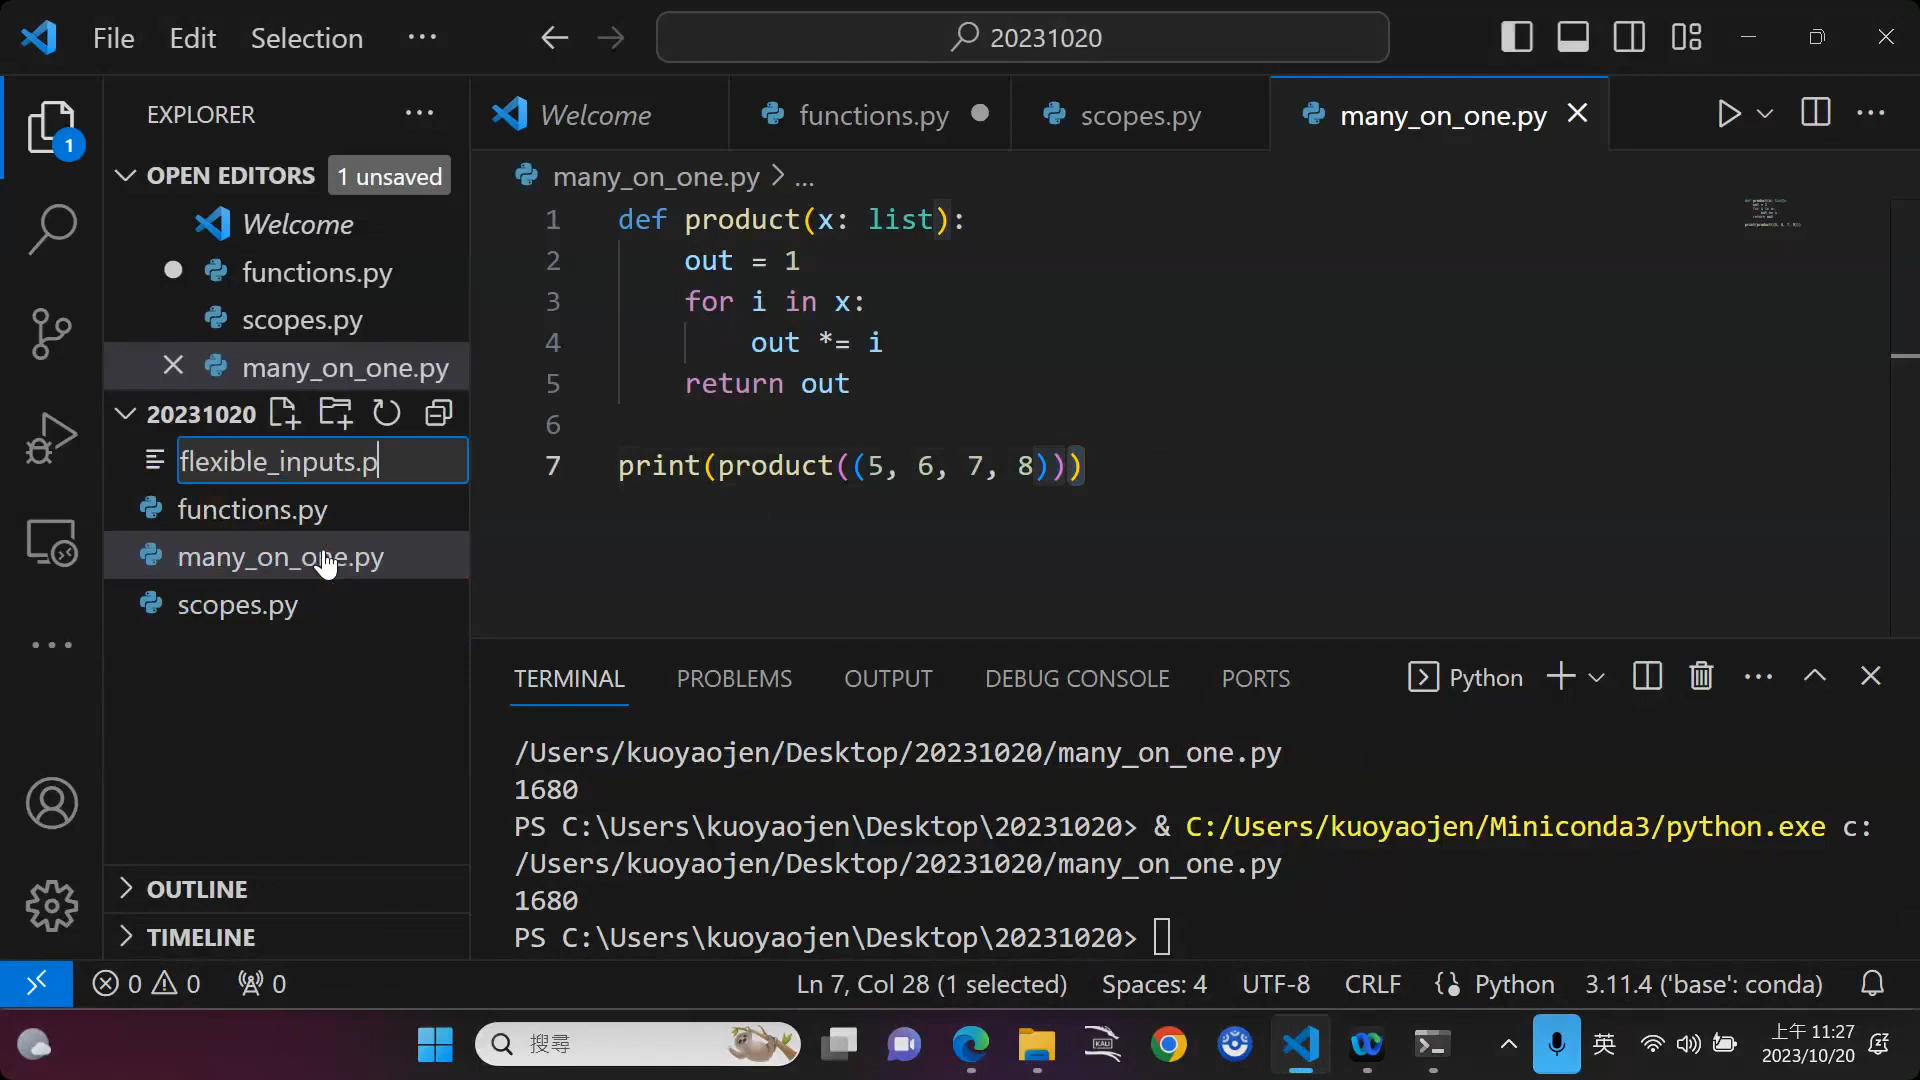 File Edit Selection ···
20231020
EXPLORER ···
1
OPEN EDITORS 1 unsaved
Welcome
functions.py
scopes.py
many_on_one.py
20231020
flexible_inputs.p
functions.py
many_on_one.py
scopes.py
OUTLINE
TIMELINE
Welcome functions.py scopes.py many_on_one.py
many_on_one.py > ...
1 def product(x: list):
2 out = 1
3 for i in x:
4 out *= i
5 return out
6
7 print(product((5, 6, 7, 8)))
TERMINAL PROBLEMS OUTPUT DEBUG CONSOLE PORTS Python
/Users/kuoyaojen/Desktop/20231020/many_on_one.py
1680
PS C:\Users\kuoyaojen\Desktop\20231020> & C:/Users/kuoyaojen/Miniconda3/python.exe c:
/Users/kuoyaojen/Desktop/20231020/many_on_one.py
1680
PS C:\Users\kuoyaojen\Desktop\20231020>
0 0 0 Ln 7, Col 28 (1 selected) Spaces: 4 UTF-8 CRLF Python 3.11.4 ('base': conda)
搜尋 KALI 英 上午 11:27
2023/10/20